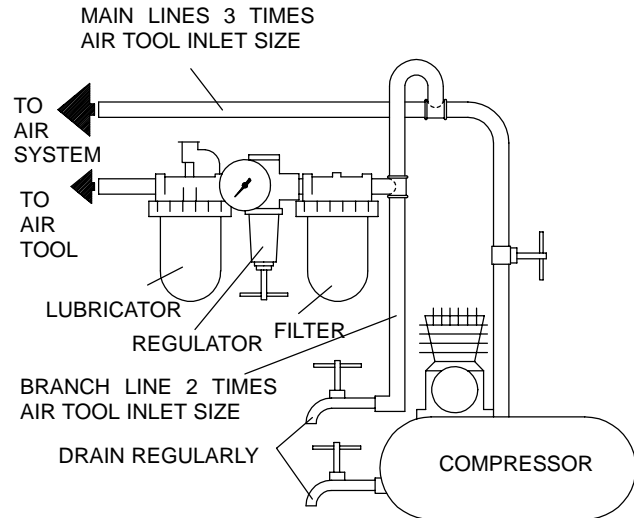 MAIN LINES 3 TIMES
AIR TOOL INLET SIZE
TO
AIR
SYSTEM
TO
AIR
TOOL
LUBRICATOR
REGULATOR
FILTER
BRANCH LINE 2 TIMES
AIR TOOL INLET SIZE
DRAIN REGULARLY
COMPRESSOR